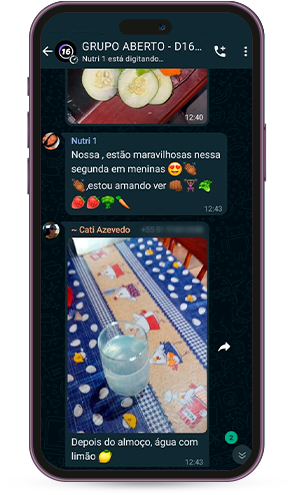 16
GRUPO ABERTO - D16...
Nutri 1 está digitando...
12:40
Nutri 1
Nossa , estão maravilhosas nessa
segunda em meninas 😍👏🏾
👏🏾,estou amando ver 👊🏾🏋🏾‍♀️🥦
🍓🍓🥦🥕
12:43
~ Cati Azevedo
Depois do almoço, água com
limão 🍋
12:43
2